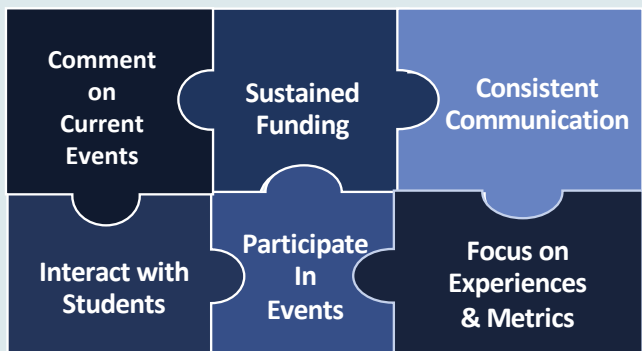 Comment
on
Current
Events
Sustained
Funding
Consistent
Communication
Interact with
Students
Participate
In
Events
Focus on
Experiences
& Metrics